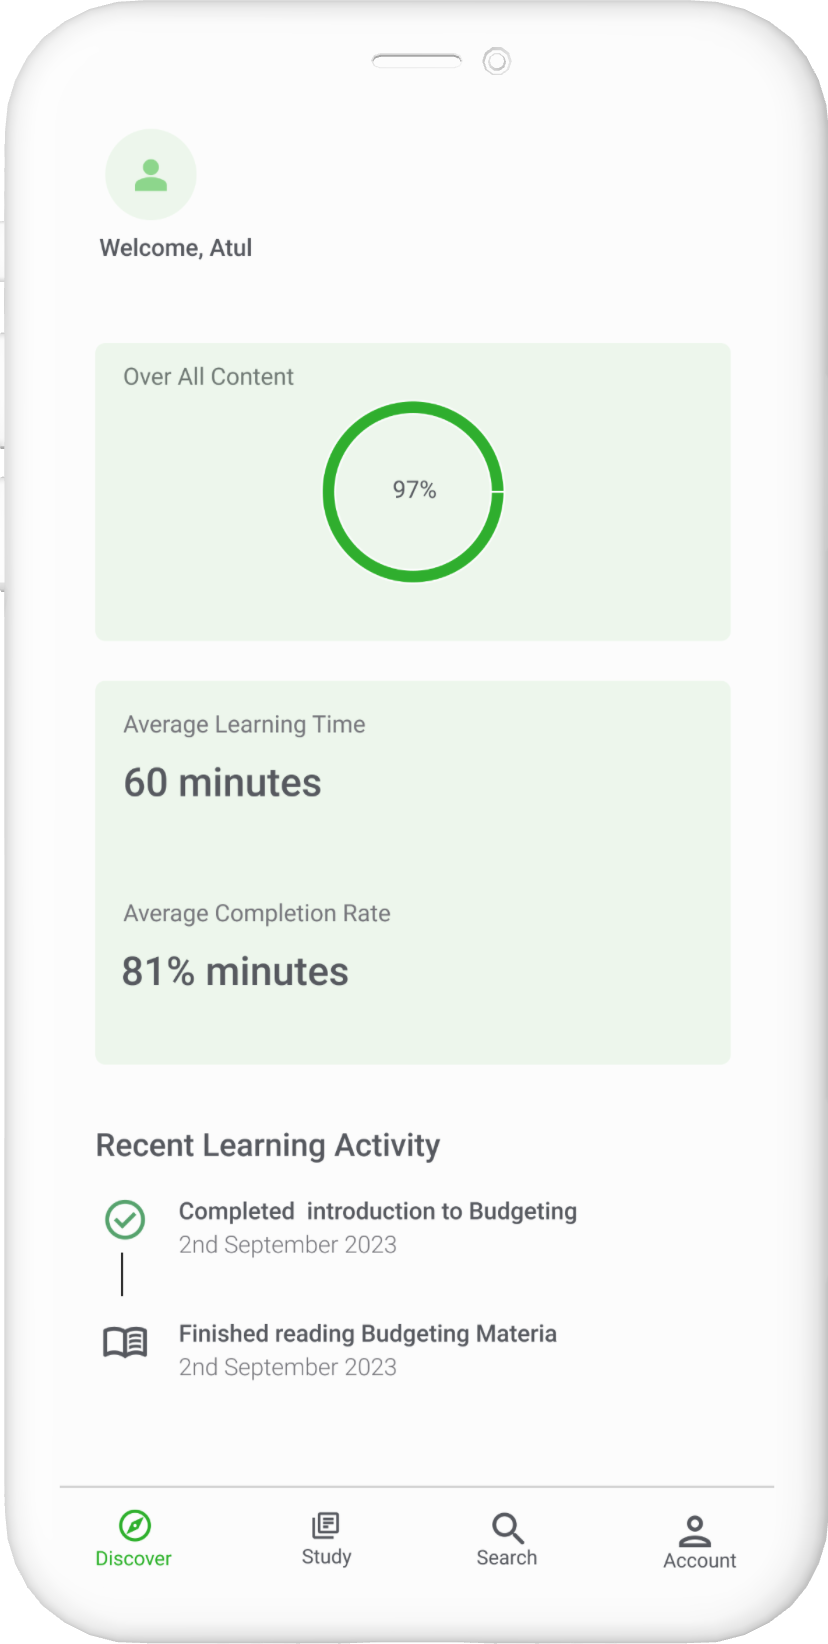 Welcome, Atul
Over All Content
97%
Average Learning Time
60 minutes
Average Completion Rate
81% minutes
Recent Learning Activity
Completed  introduction to Budgeting
2nd September 2023
Finished reading Budgeting Materia
2nd September 2023
Discover
Study
Search
Account